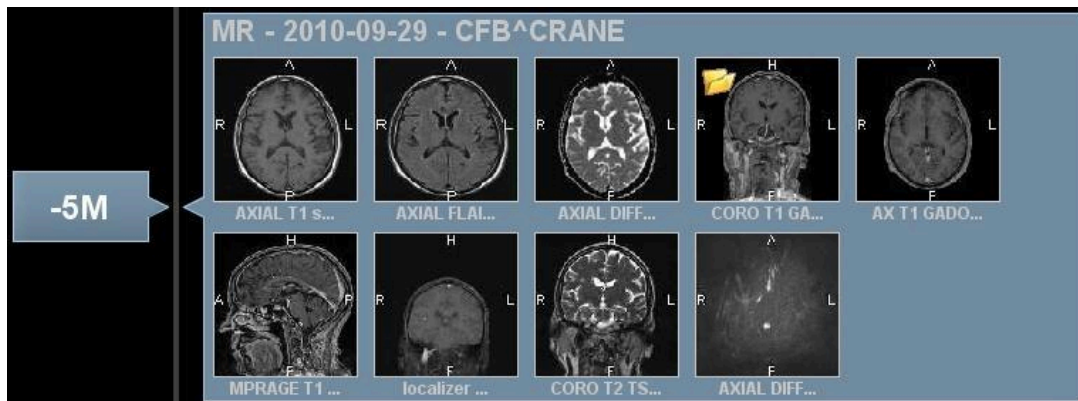 MR - 2010-09-29 - CFB^CRANE
A A A H A
R L R L R L R L R L
P P F F F
AXIAL T1 s... AXIAL FLAI... AXIAL DIFF... CORO T1 GA... AX T1 GADO...
-5M
H H H A
A P R L R L R L
F F F F
MPRAGE T1 ... localizer ... CORO T2 TS... AXIAL DIFF...